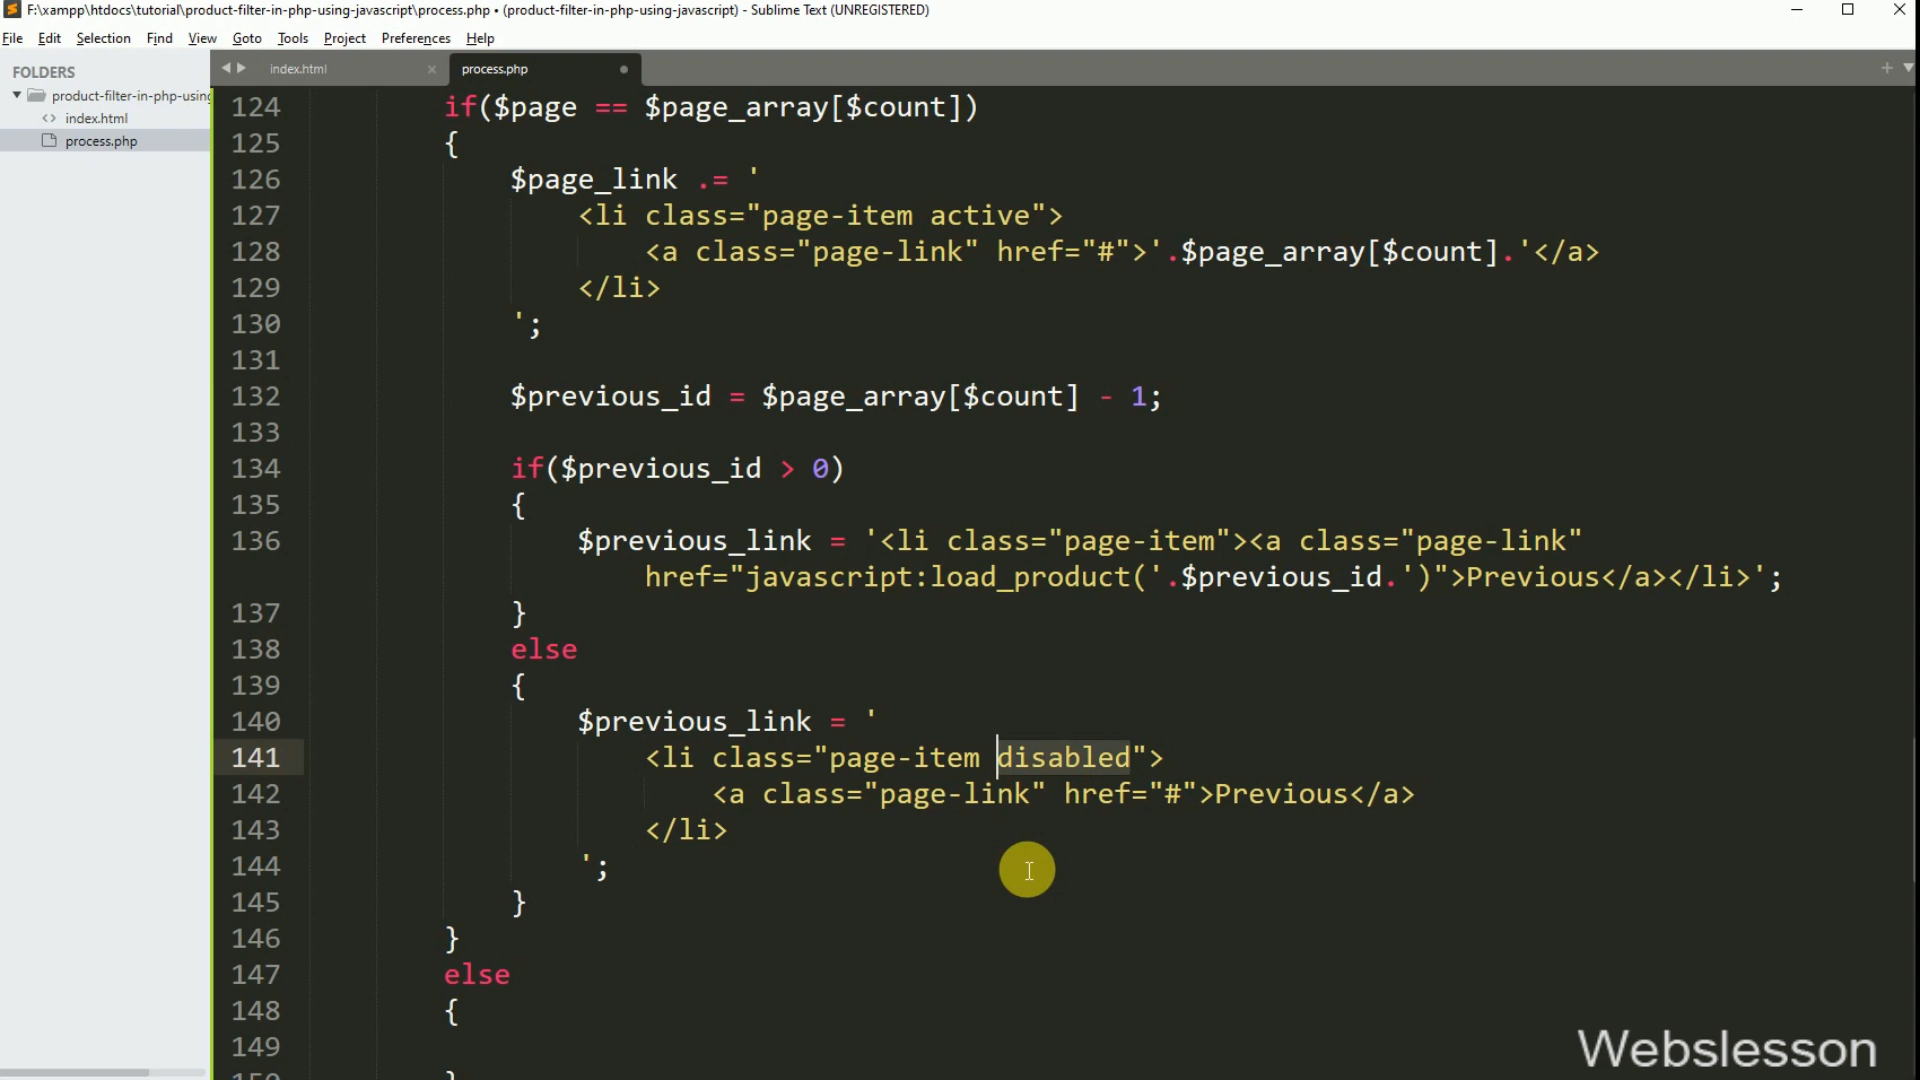 F:\xampp\htdocs\tutorial\product-filter-in-php-using-javascript\process.php • (product-filter-in-php-using-javascript) - Sublime Text (UNREGISTERED)
File Edit Selection Find View Goto Tools Project Preferences Help
FOLDERS
product-filter-in-php-using
index.html
process.php
index.html
process.php
124 if($page == $page_array[$count])
125 {
126 $page_link .= '
127 <li class="page-item active">
128 <a class="page-link" href="#">'.$page_array[$count].'</a>
129 </li>
130 ';
131
132 $previous_id = $page_array[$count] - 1;
133
134 if($previous_id > 0)
135 {
136 $previous_link = '<li class="page-item"><a class="page-link"
href="javascript:load_product('.$previous_id.')">Previous</a></li>';
137 }
138 else
139 {
140 $previous_link = '
141 <li class="page-item disabled">
142 <a class="page-link" href="#">Previous</a>
143 </li>
144 ';
145 }
146 }
147 else
148 {
149
Webslesson